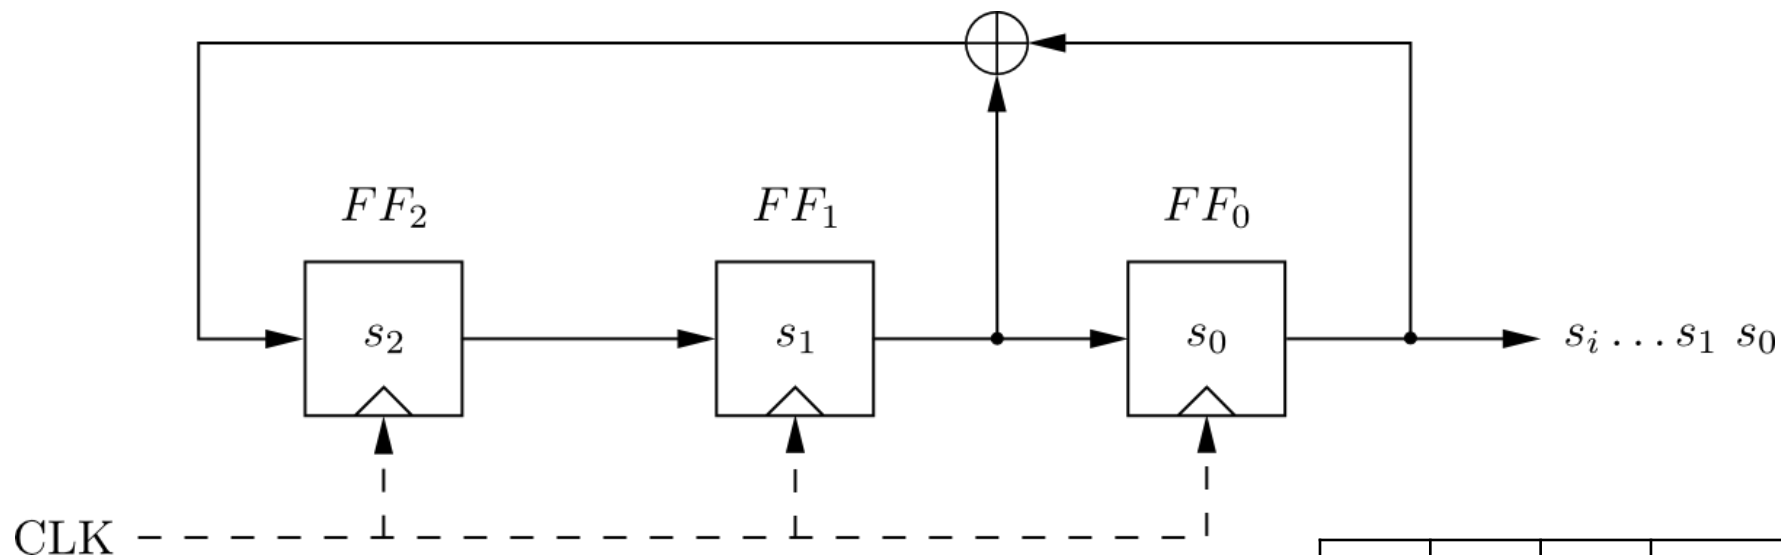 FF₂ FF₁ FF₀
s₂ s₁ s₀ sᵢ...s₁ s₀
CLK